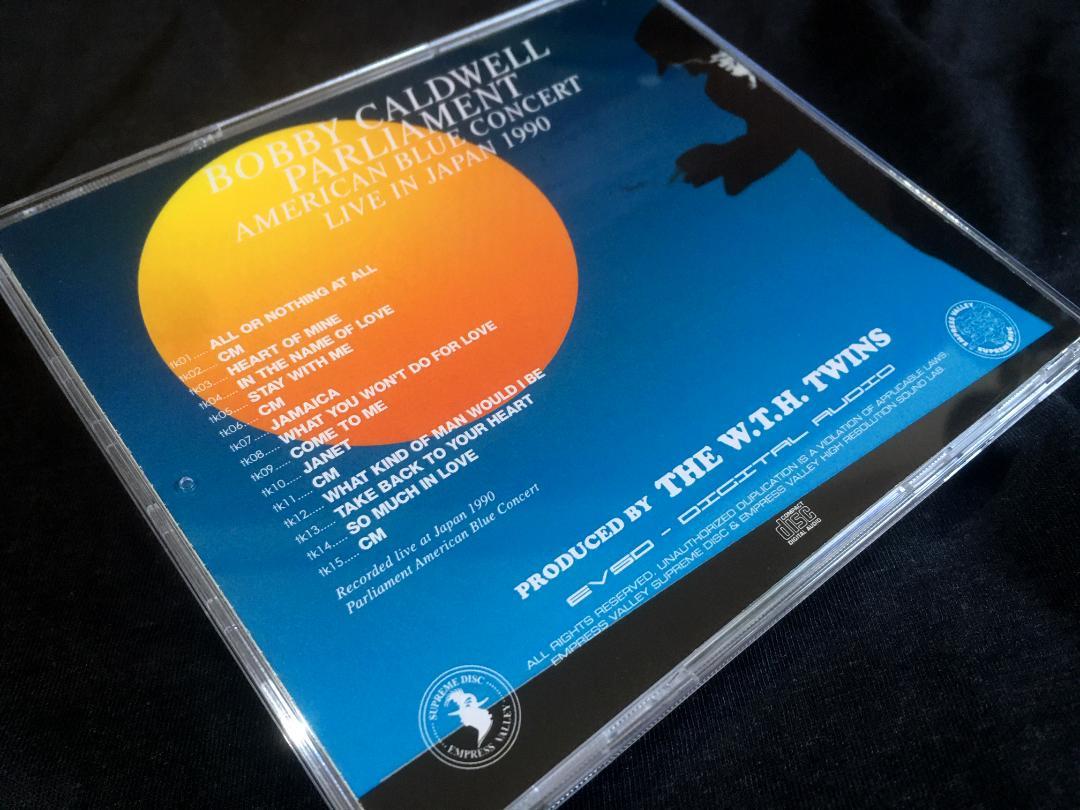 BOBBY CALDWELL
PARLIAMENT
AMERICAN BLUE CONCERT
LIVE IN JAPAN 1990
tk01..... ALL OR NOTHING AT ALL
tk02..... CM
tk03..... HEART OF MINE
tk04..... IN THE NAME OF LOVE
tk05..... STAY WITH ME
tk06..... CM
tk07..... JAMAICA
tk08..... WHAT YOU WON'T DO FOR LOVE
tk09..... COME TO ME
tk10..... JANET
tk11..... CM
tk12..... WHAT KIND OF MAN WOULD I BE
tk13..... TAKE BACK TO YOUR HEART
tk14..... SO MUCH IN LOVE
tk15..... CM
Recorded live at Japan 1990
Parliament American Blue Concert
PRODUCED BY THE W.T.H. TWINS
EVSD - DIGITAL AUDIO
ALL RIGHTS RESERVED, UNAUTHORIZED DUPLICATION IS A VIOLATION OF APPLICABLE LAWS
EMPRESS VALLEY SUPREME DISC & EMPRESS VALLEY HIGH RESOLUTION SOUND LAB.
COMPACT
disc
DIGITAL AUDIO
SUPREME DISC
EMPRESS VALLEY
EMPRESS VALLEY